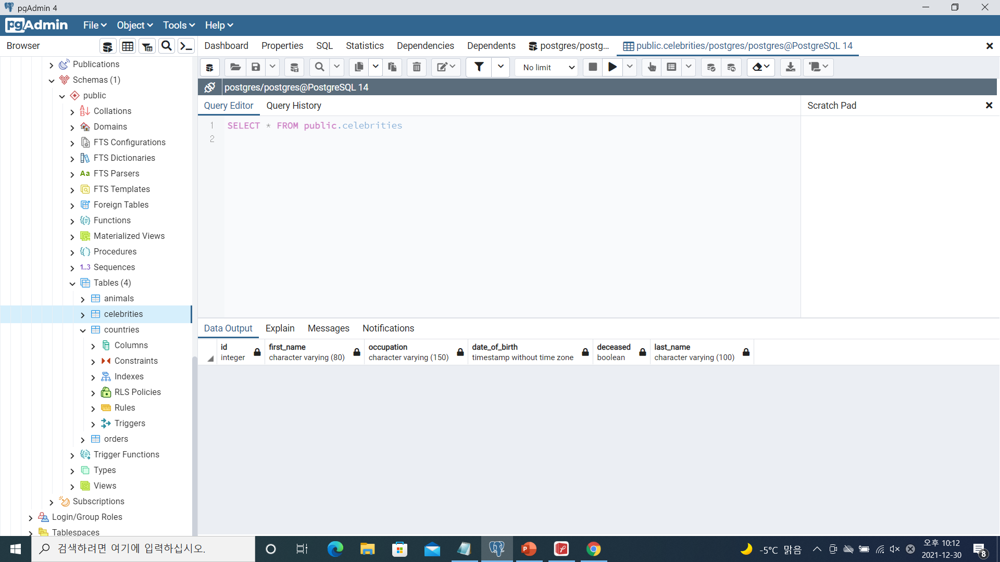 pgAdmin 4
pgAdmin File Object Tools Help
Browser
Dashboard Properties SQL Statistics Dependencies Dependents postgres/postg... public.celebrities/postgres/postgres@PostgreSQL 14
No limit
postgres/postgres@PostgreSQL 14
Query Editor Query History
Scratch Pad
1 SELECT * FROM public.celebrities
2
Publications
Schemas (1)
public
Collations
Domains
FTS Configurations
FTS Dictionaries
Aa FTS Parsers
FTS Templates
Foreign Tables
Functions
Materialized Views
Procedures
1..3 Sequences
Tables (4)
animals
celebrities
countries
Columns
Constraints
Indexes
RLS Policies
Rules
Triggers
orders
Trigger Functions
Types
Views
Subscriptions
Login/Group Roles
Tablespaces
Data Output Explain Messages Notifications
id first_name occupation date_of_birth deceased last_name
integer character varying (80) character varying (150) timestamp without time zone boolean character varying (100)
검색하려면 여기에 입력하십시오.
-5°C 맑음
오후 10:12
2021-12-30
8